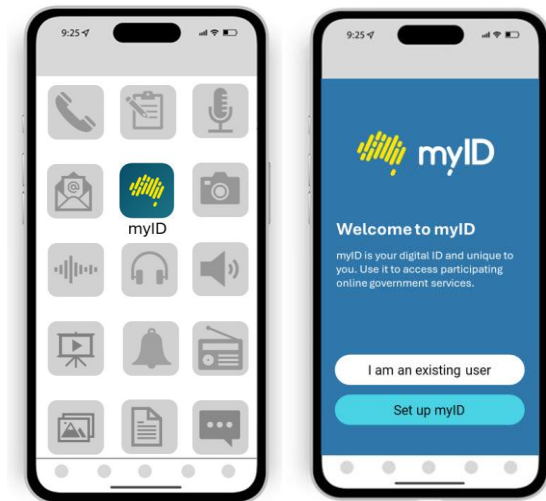 9:25
@
myID
9:25
myID
Welcome to myID
myID is your digital ID and unique to
you. Use it to access participating
online government services.
I am an existing user
Set up myID